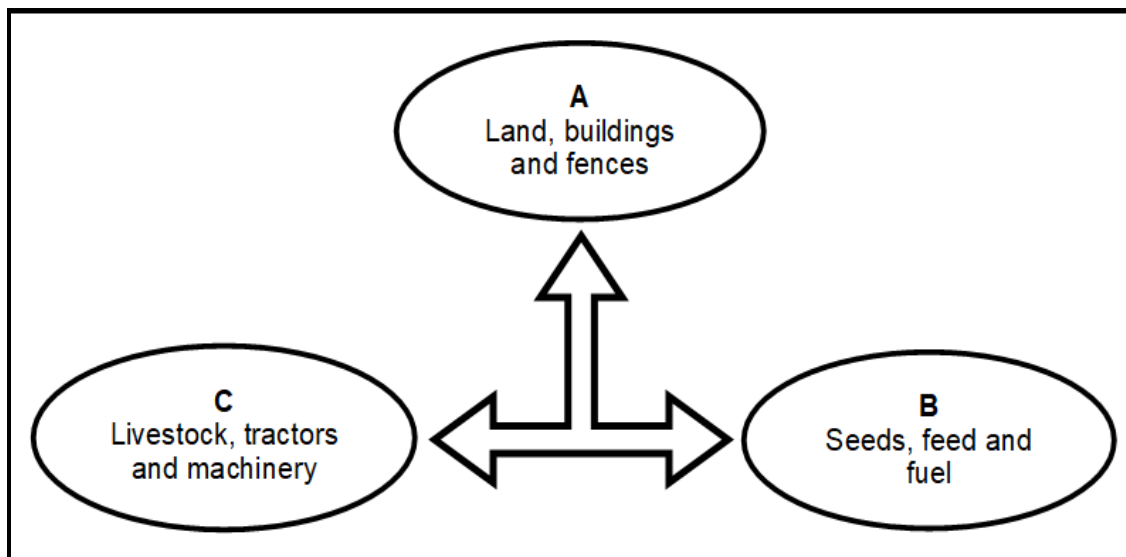 A
Land, buildings
and fences
C
Livestock, tractors
and machinery
B
Seeds, feed and
fuel